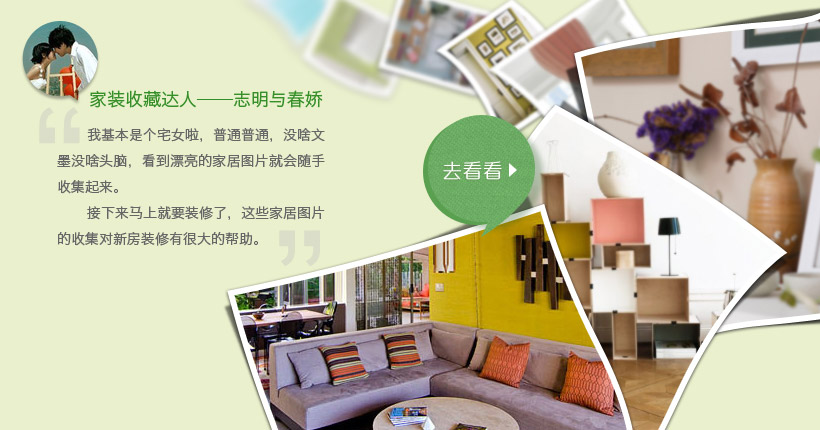 家装收藏达人——志明与春娇
我基本是个宅女啦，普通普通，没啥文
墨没啥头脑，看到漂亮的家居图片就会随手
收集起来。
接下来马上就要装修了，这些家居图片
的收集对新房装修有很大的帮助。
去看看